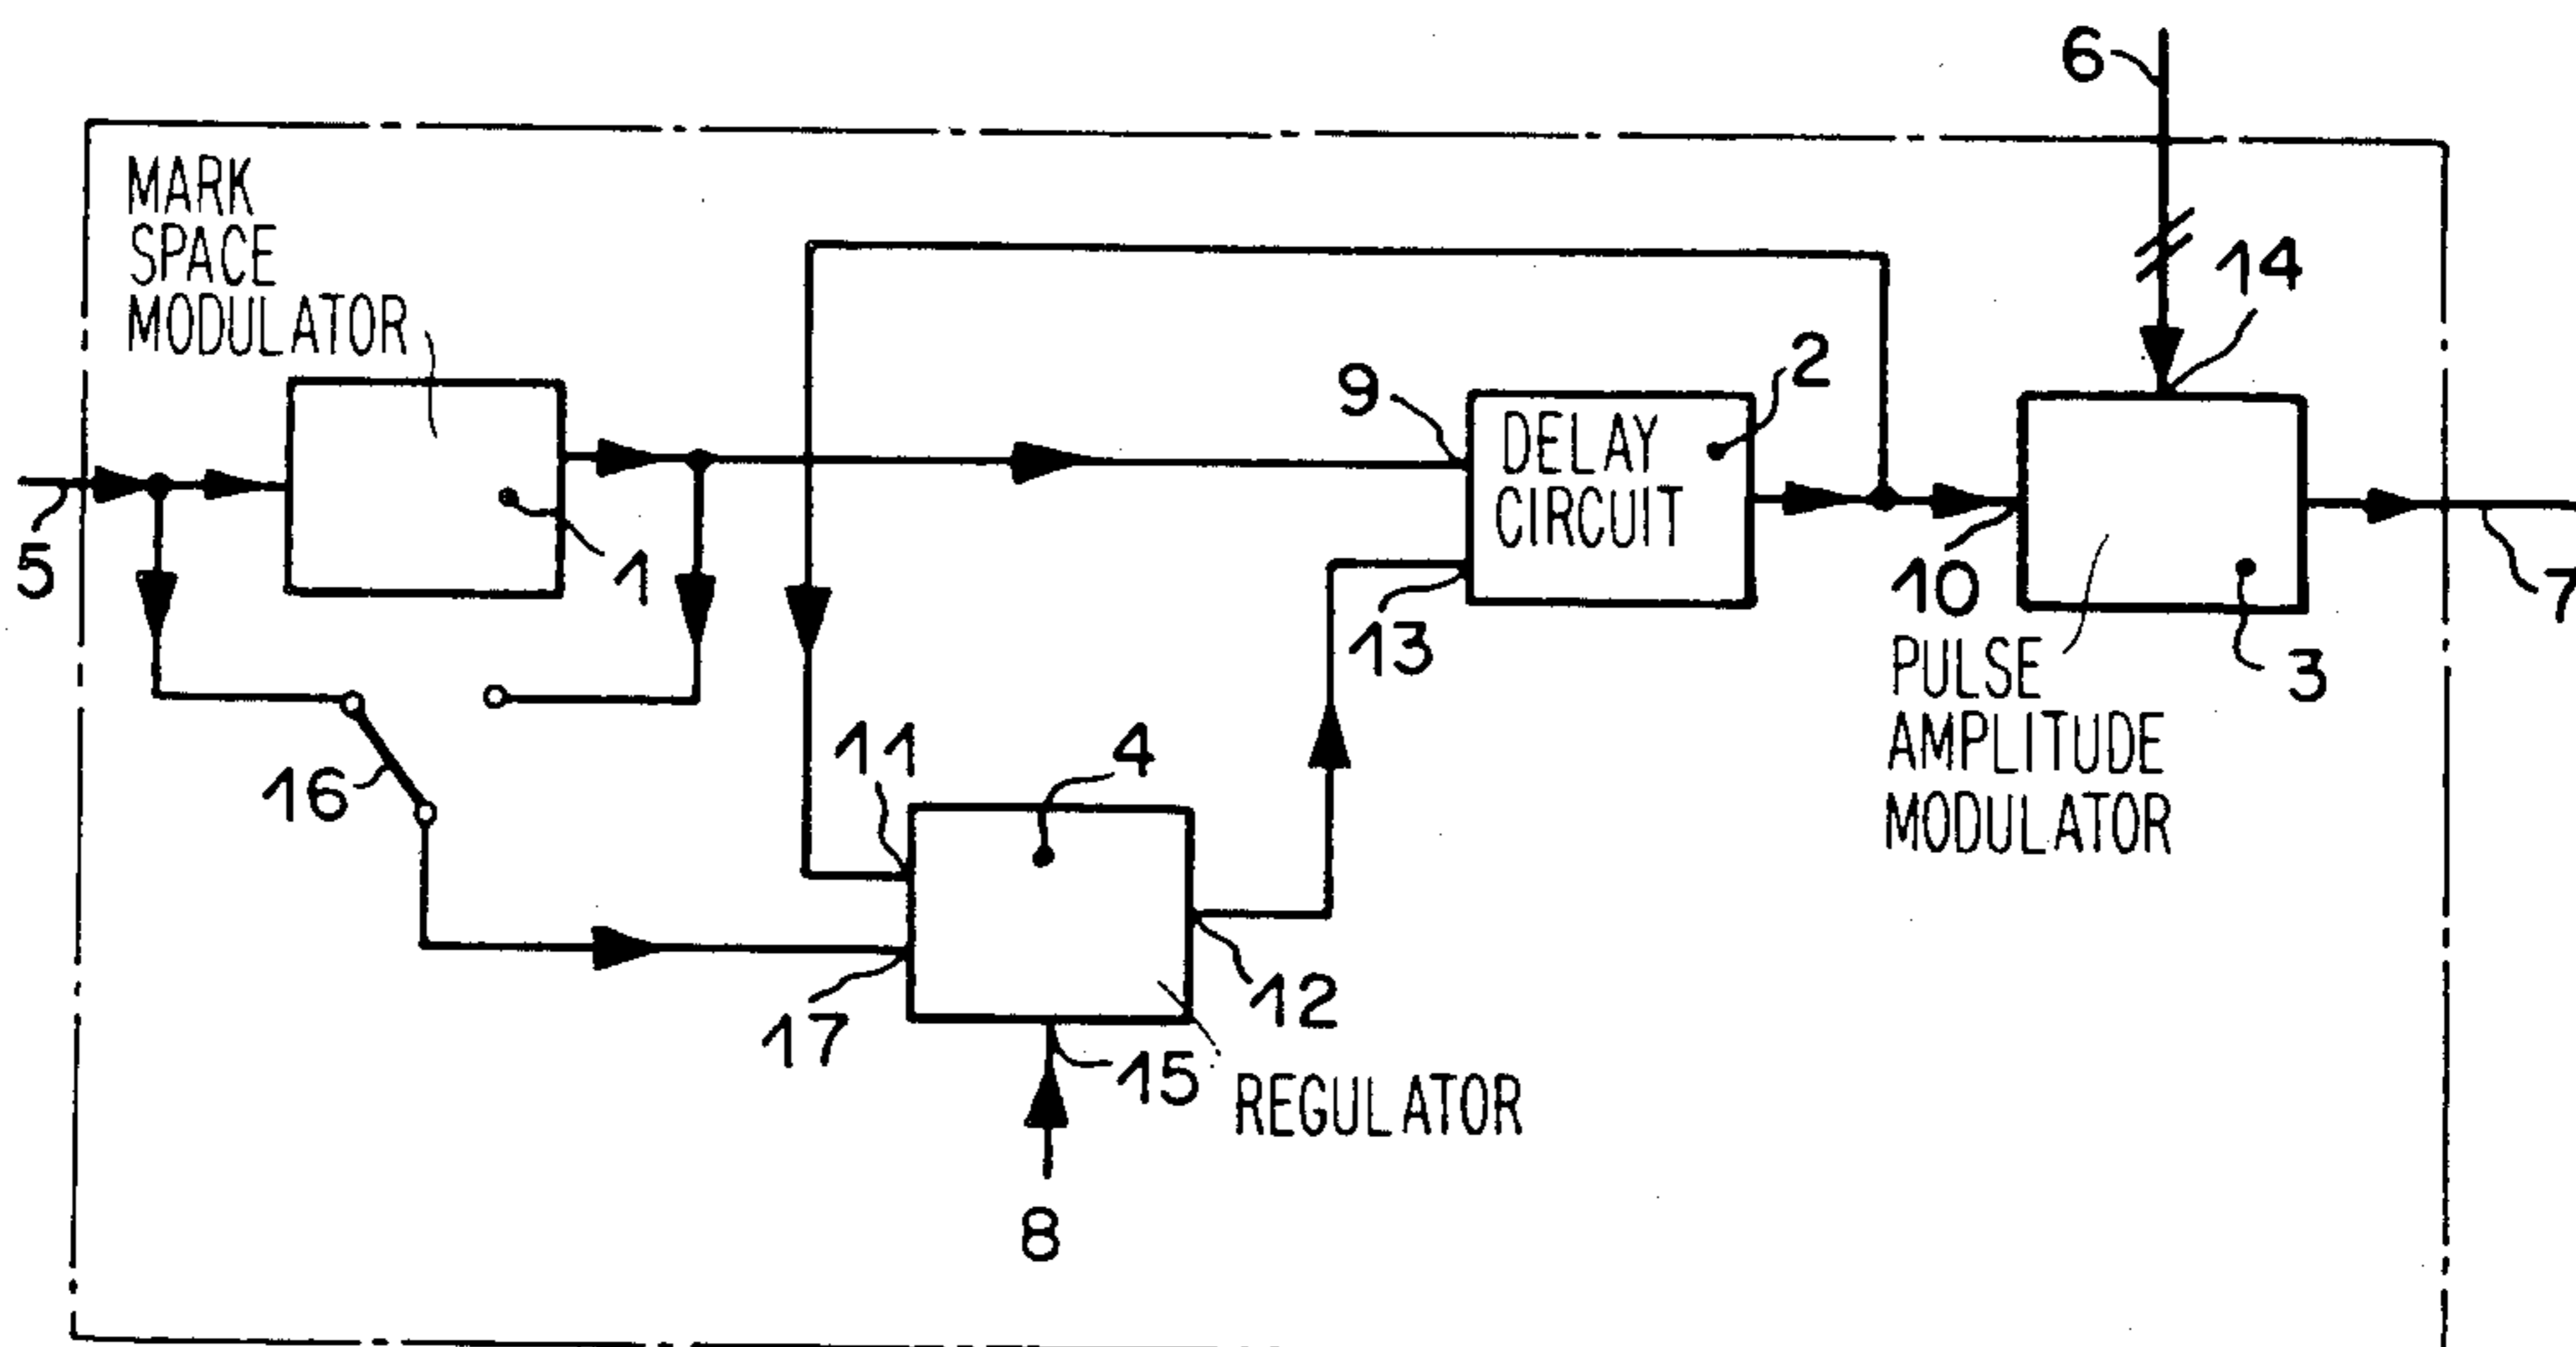 6
MARK
SPACE
MODULATOR
14
2
9
DELAY
CIRCUIT
5
1
10
7
13
3
PULSE
AMPLITUDE
MODULATOR
16
11
4
17
12
15
REGULATOR
8